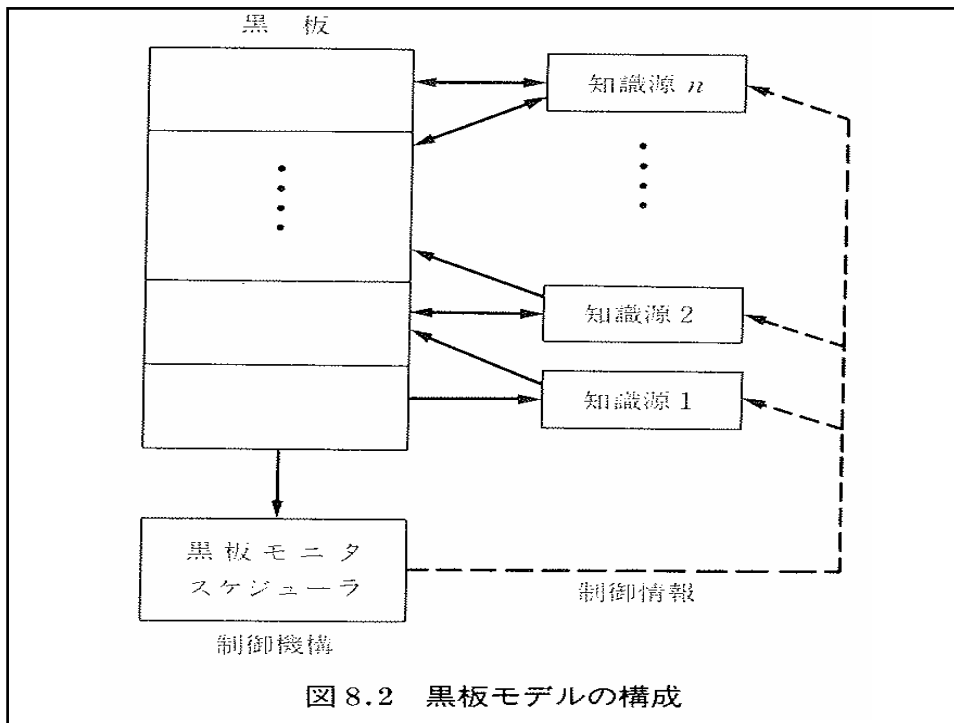 黒板
知識源 n
知識源 2
知識源 1
黒板モニタ
スケジューラ
制御情報
制御機構
図 8.2 黒板モデルの構成